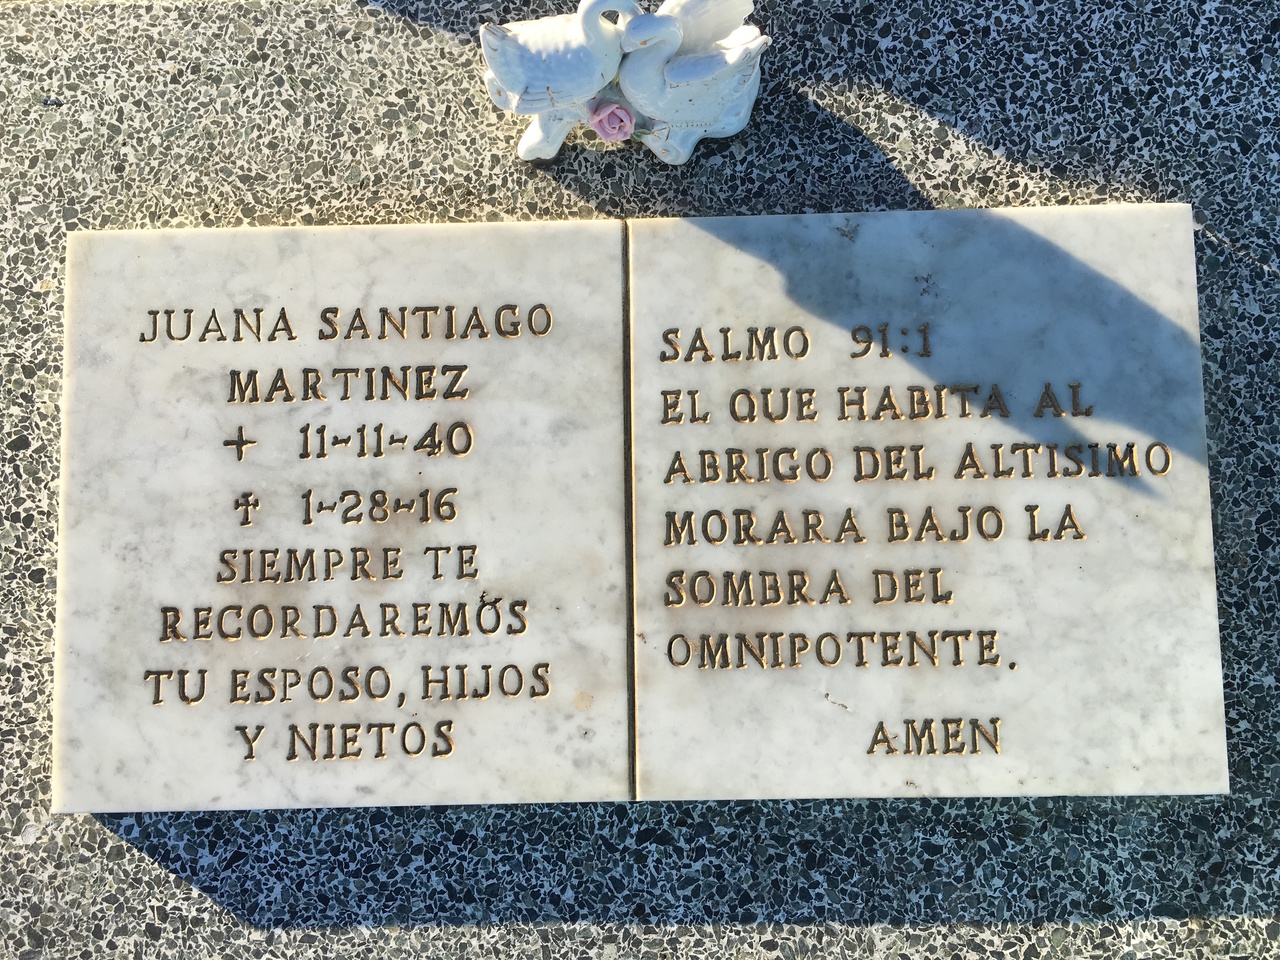 JUANA SANTIAGO
MARTINEZ
+ 11-11-40
✝ 1-28-16
SIEMPRE TE
RECORDAREMOS
TU ESPOSO, HIJOS
Y NIETOS
SALMO 91:1
EL QUE HABITA AL
ABRIGO DEL ALTISIMO
MORARA BAJO LA
SOMBRA DEL
OMNIPOTENTE.
AMEN